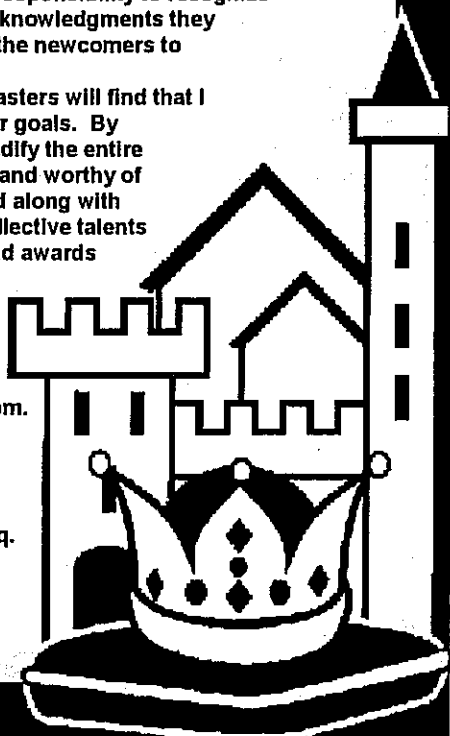 knowledgments they
the newcomers to
asters will find that I
r goals. By
dify the entire
and worthy of
d along with
llective talents
d awards
om.
q.